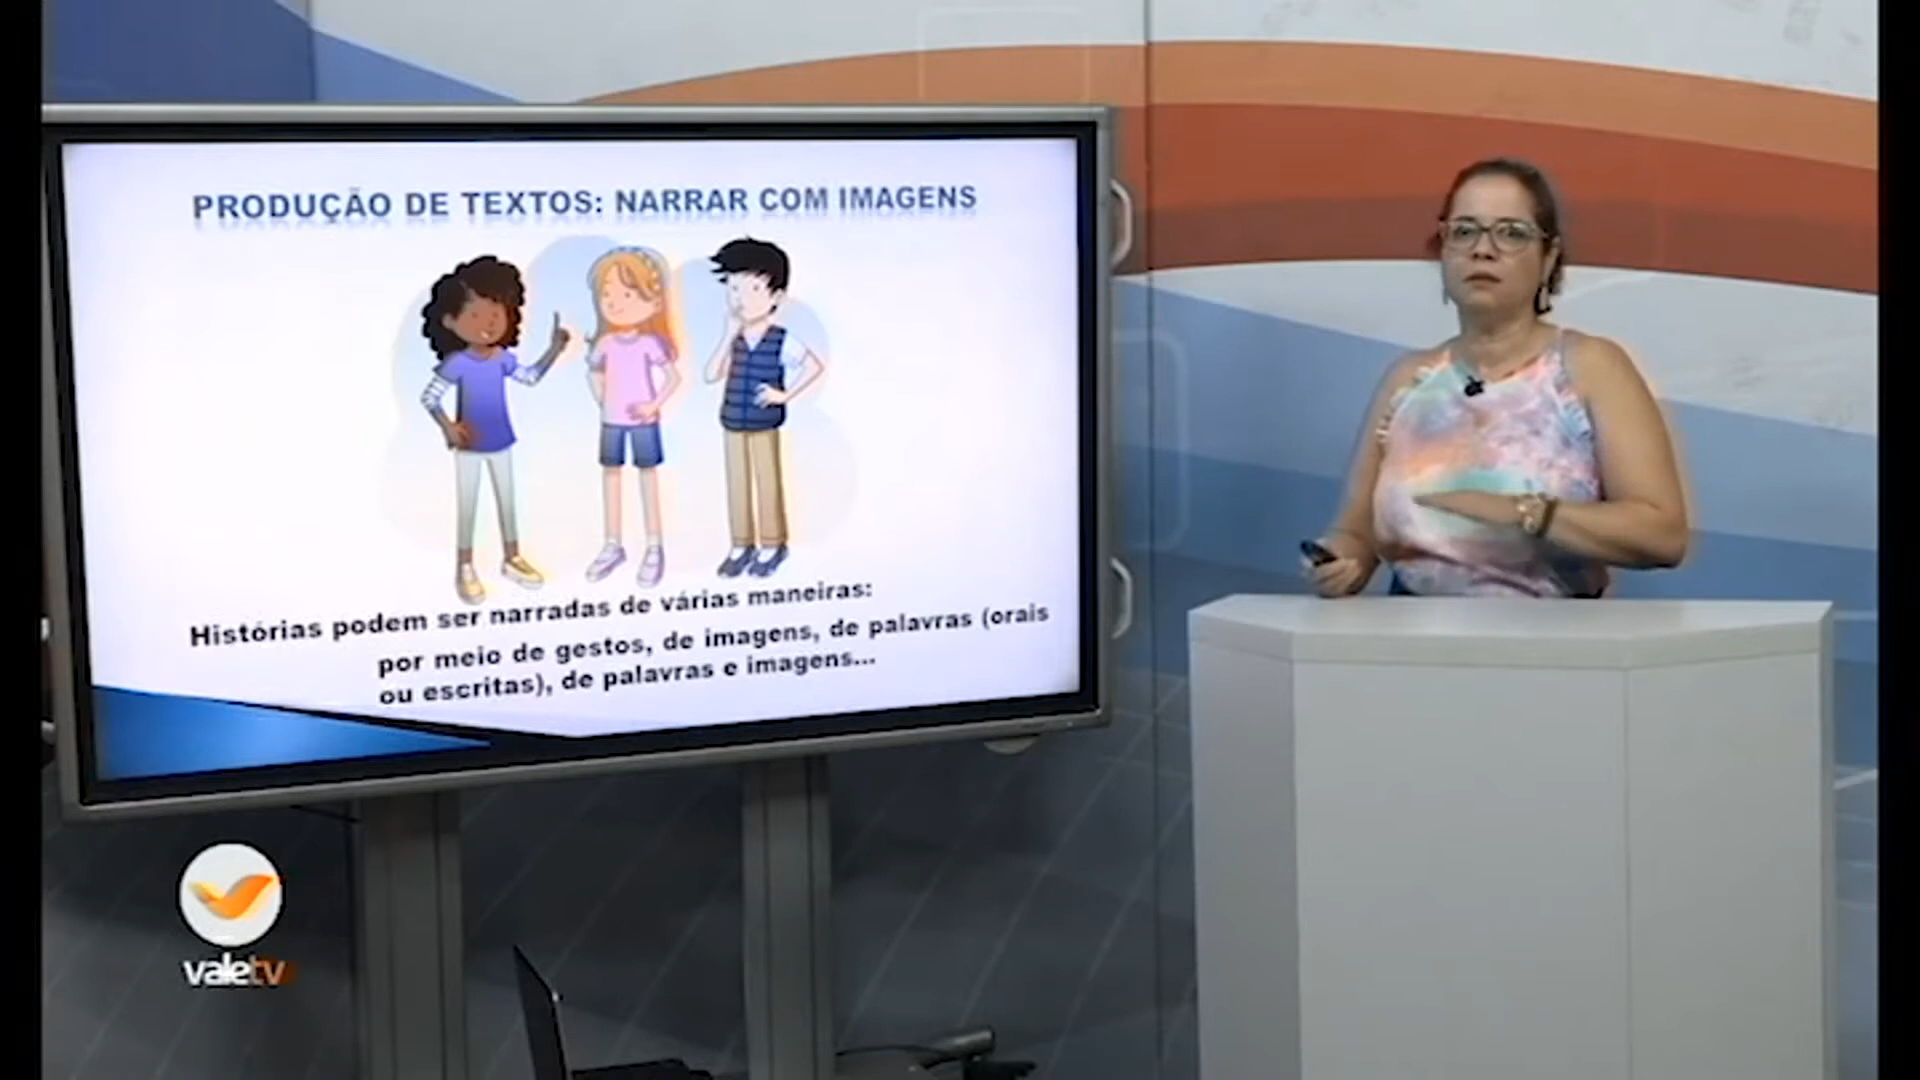 PRODUÇÃO DE TEXTOS: NARRAR COM IMAGENS
Histórias podem ser narradas de várias maneiras:
por meio de gestos, de imagens, de palavras (orais
ou escritas), de palavras e imagens...
valetv